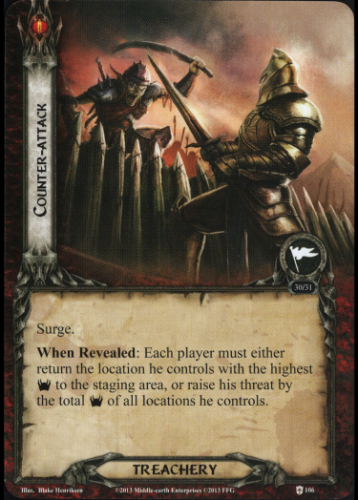 COUNTER-ATTACK
30/31
Surge.
When Revealed: Each player must either
return the location he controls with the highest
to the staging area, or raise his threat by
the total of all locations he controls.
TREACHERY
Illus. Blake Henriksen ©2013 Middle-earth Enterprises ©2013 FFG 106